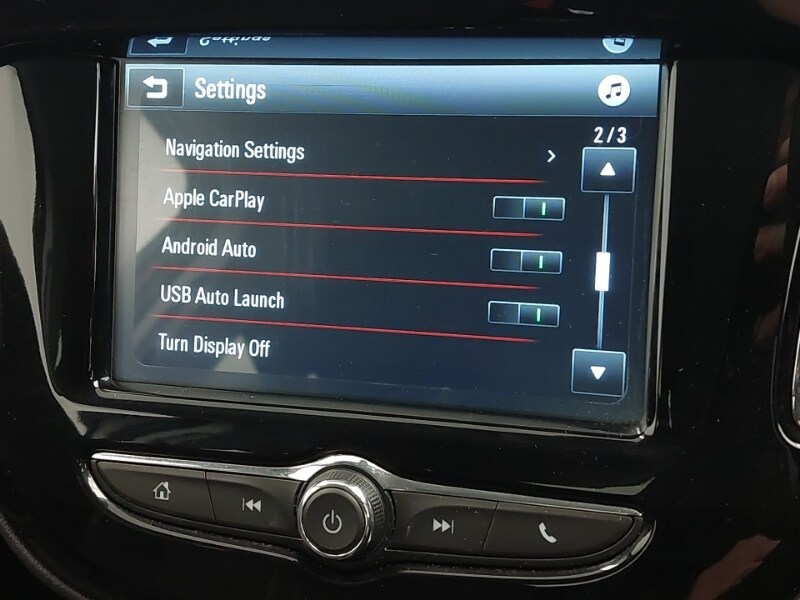 Settings
2/3
Navigation Settings
Apple CarPlay
Android Auto
USB Auto Launch
Turn Display Off